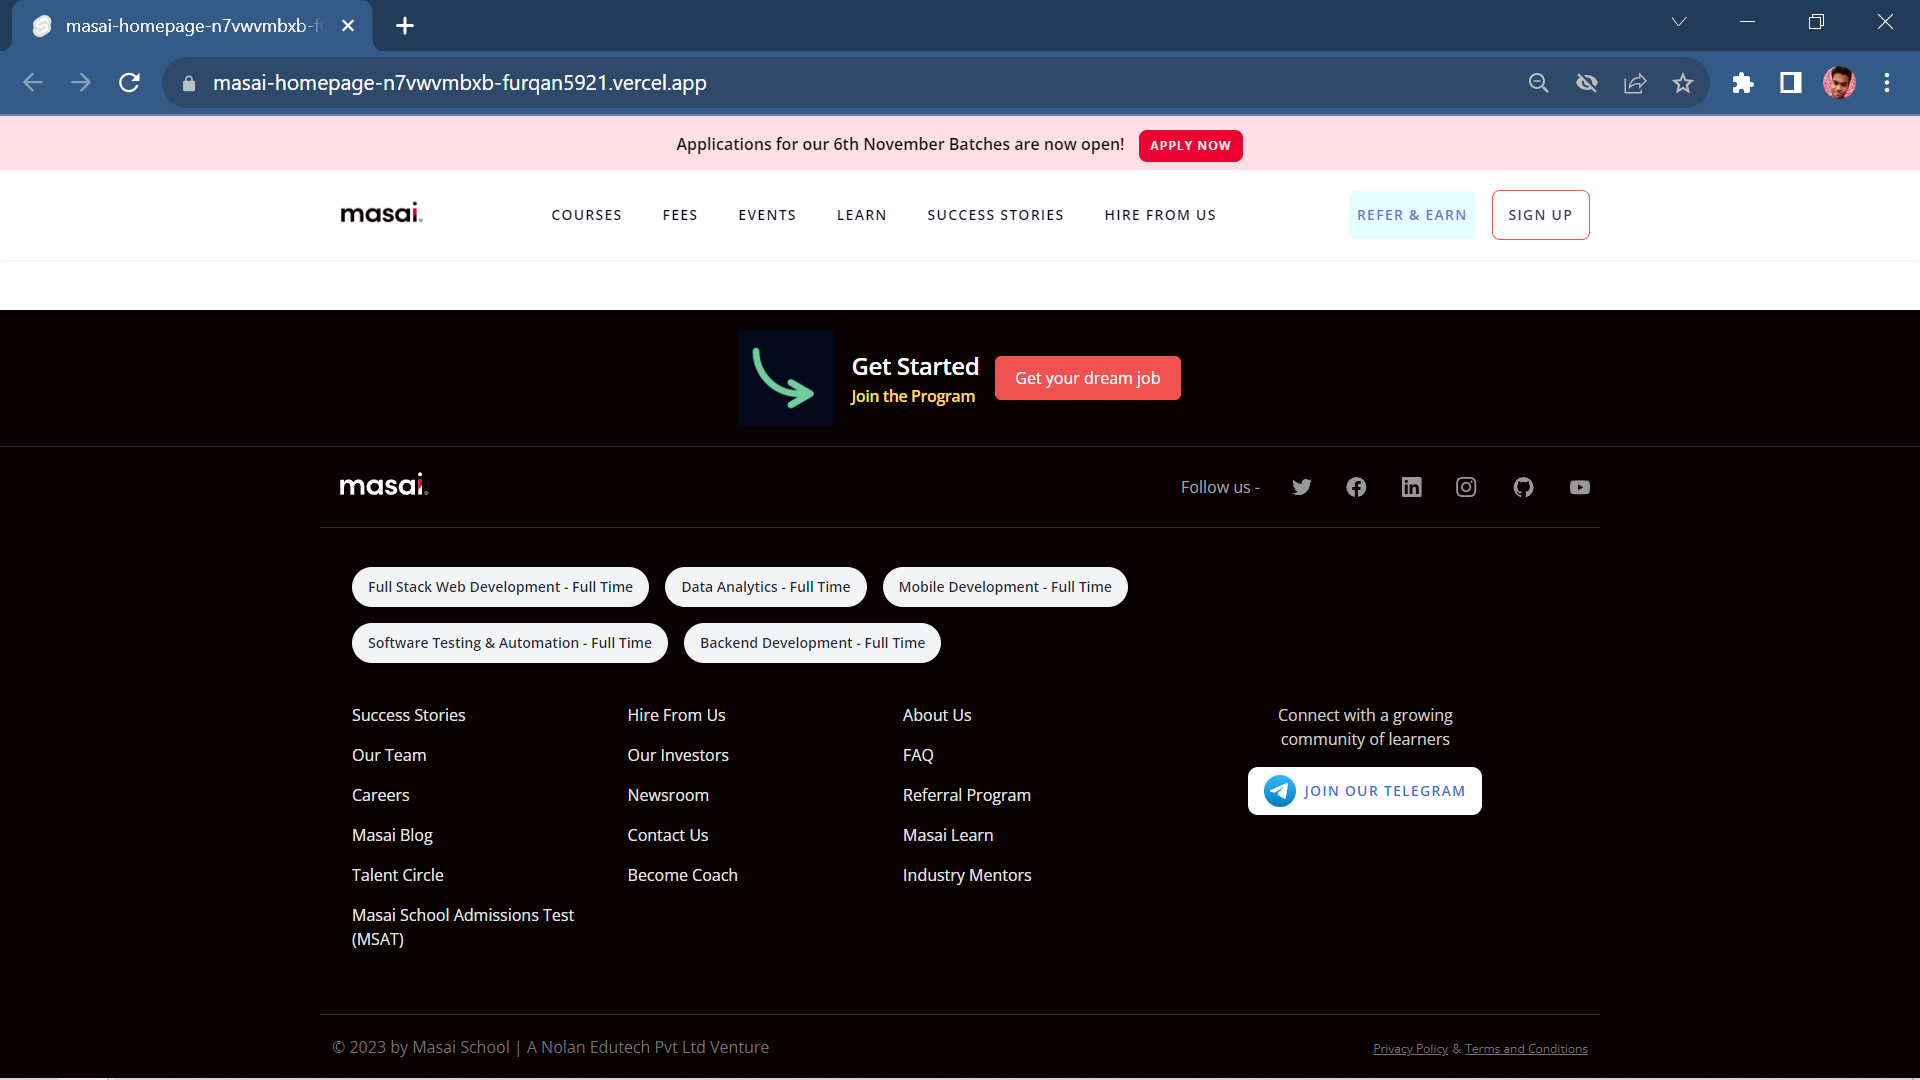 masai-homepage-n7vwvmbxb-f
masai-homepage-n7vwvmbxb-furqan5921.vercel.app
Applications for our 6th November Batches are now open! APPLY NOW
masai. COURSES FEES EVENTS LEARN SUCCESS STORIES HIRE FROM US REFER & EARN SIGN UP
Get Started
Join the Program
Get your dream job
masai. Follow us -
Full Stack Web Development - Full Time Data Analytics - Full Time Mobile Development - Full Time
Software Testing & Automation - Full Time Backend Development - Full Time
Success Stories
Our Team
Careers
Masai Blog
Talent Circle
Masai School Admissions Test
(MSAT)
Hire From Us
Our Investors
Newsroom
Contact Us
Become Coach
About Us
FAQ
Referral Program
Masai Learn
Industry Mentors
Connect with a growing
community of learners
JOIN OUR TELEGRAM
© 2023 by Masai School | A Nolan Edutech Pvt Ltd Venture
Privacy Policy & Terms and Conditions